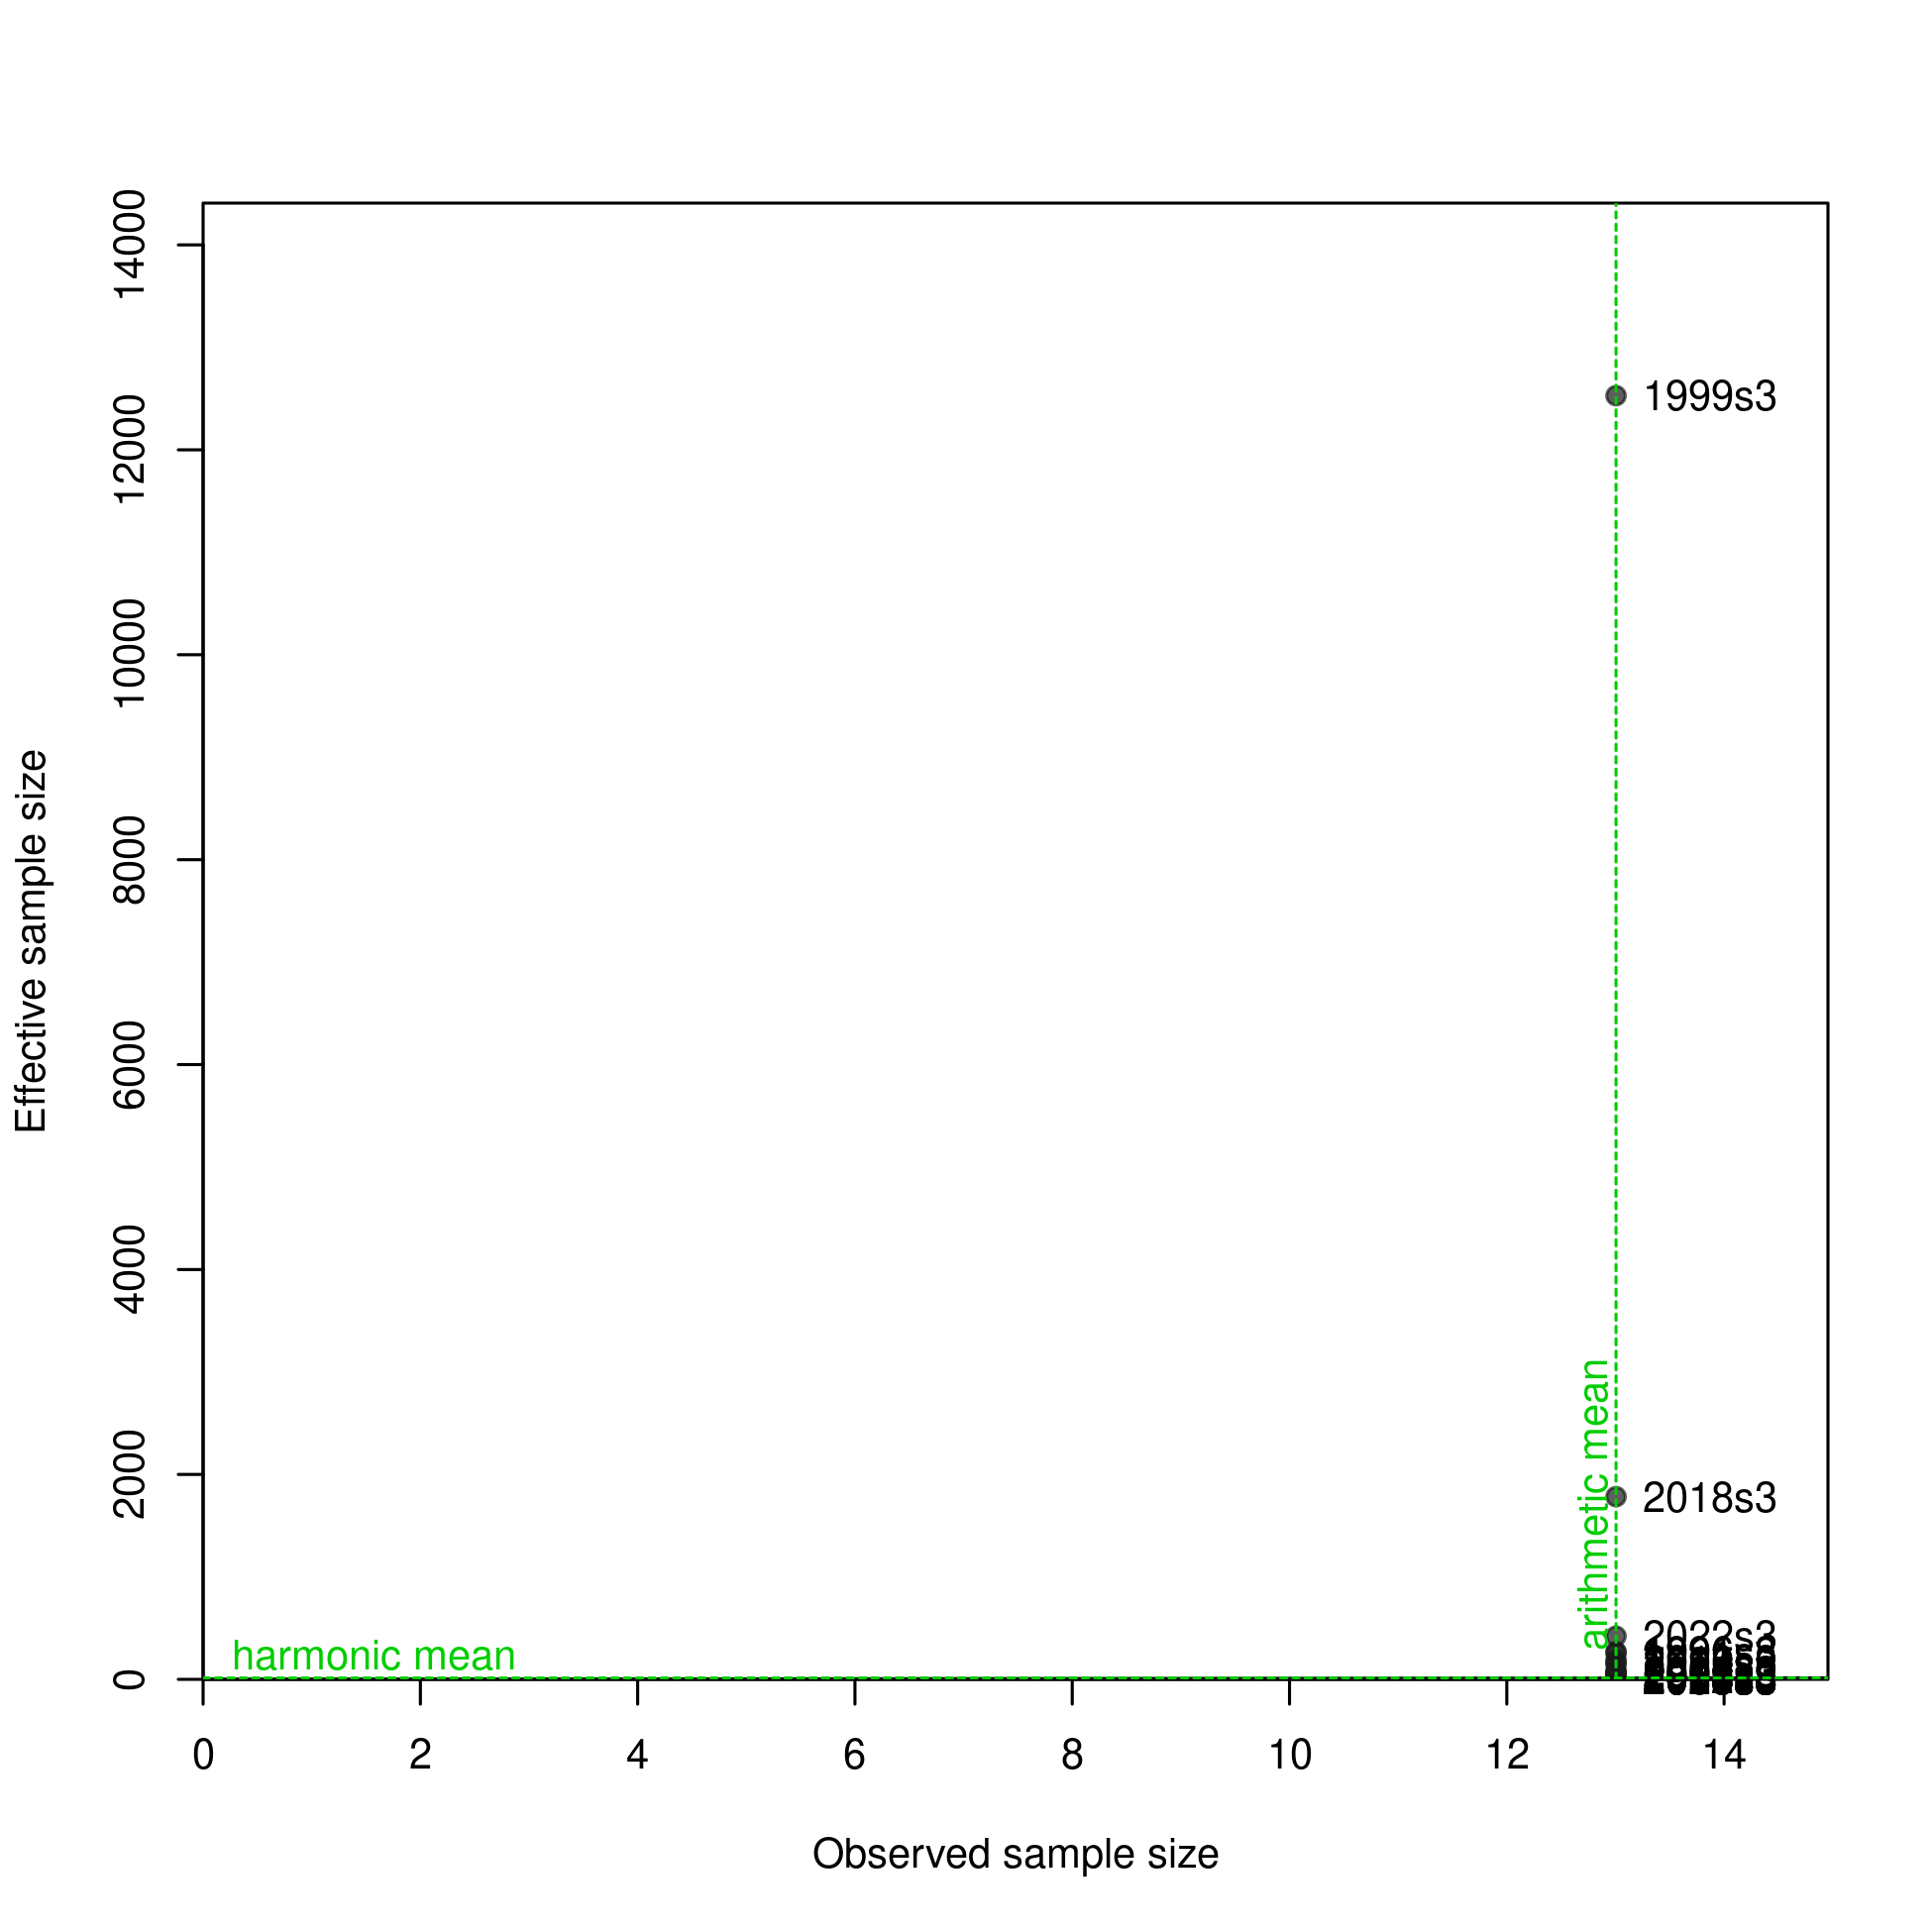 14000
12000
10000
8000
6000
4000
2000
0
Effective sample size
1999s3
2018s3
arithmetic mean
harmonic mean
0 2 4 6 8 10 12 14
Observed sample size